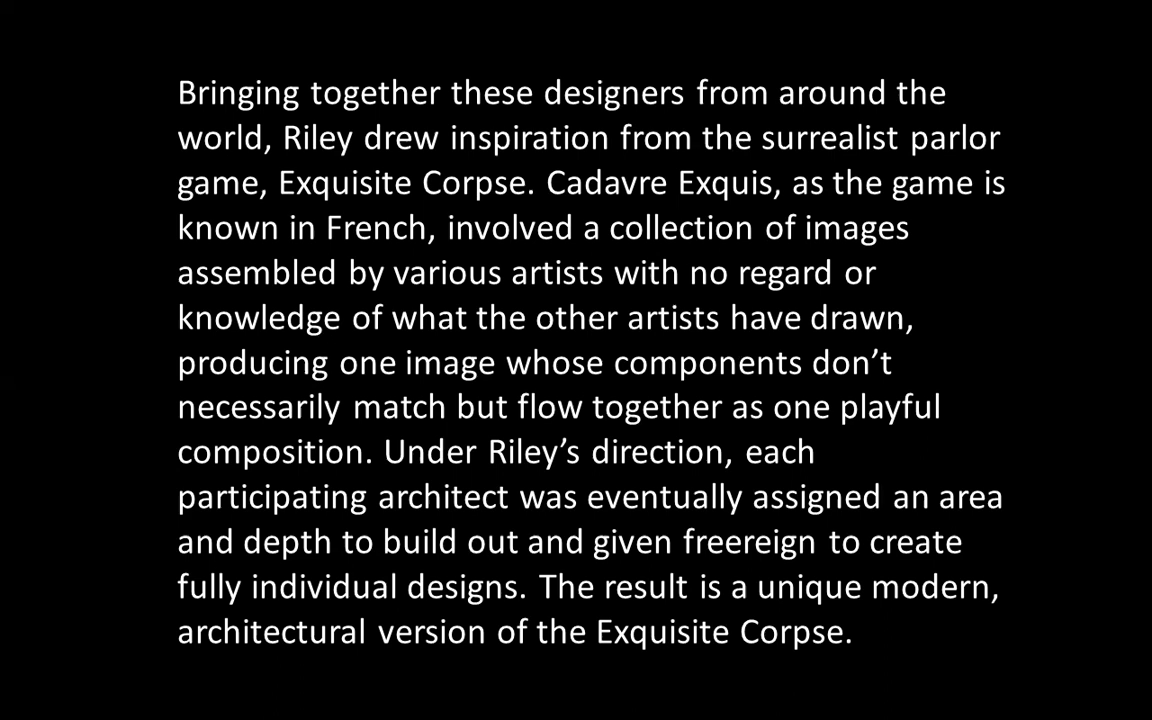 Bringing together these designers from around the
world, Riley drew inspiration from the surrealist parlor
game, Exquisite Corpse. Cadavre Exquis, as the game is
known in French, involved a collection of images
assembled by various artists with no regard or
knowledge of what the other artists have drawn,
producing one image whose components don’t
necessarily match but flow together as one playful
composition. Under Riley’s direction, each
participating architect was eventually assigned an area
and depth to build out and given freereign to create
fully individual designs. The result is a unique modern,
architectural version of the Exquisite Corpse.